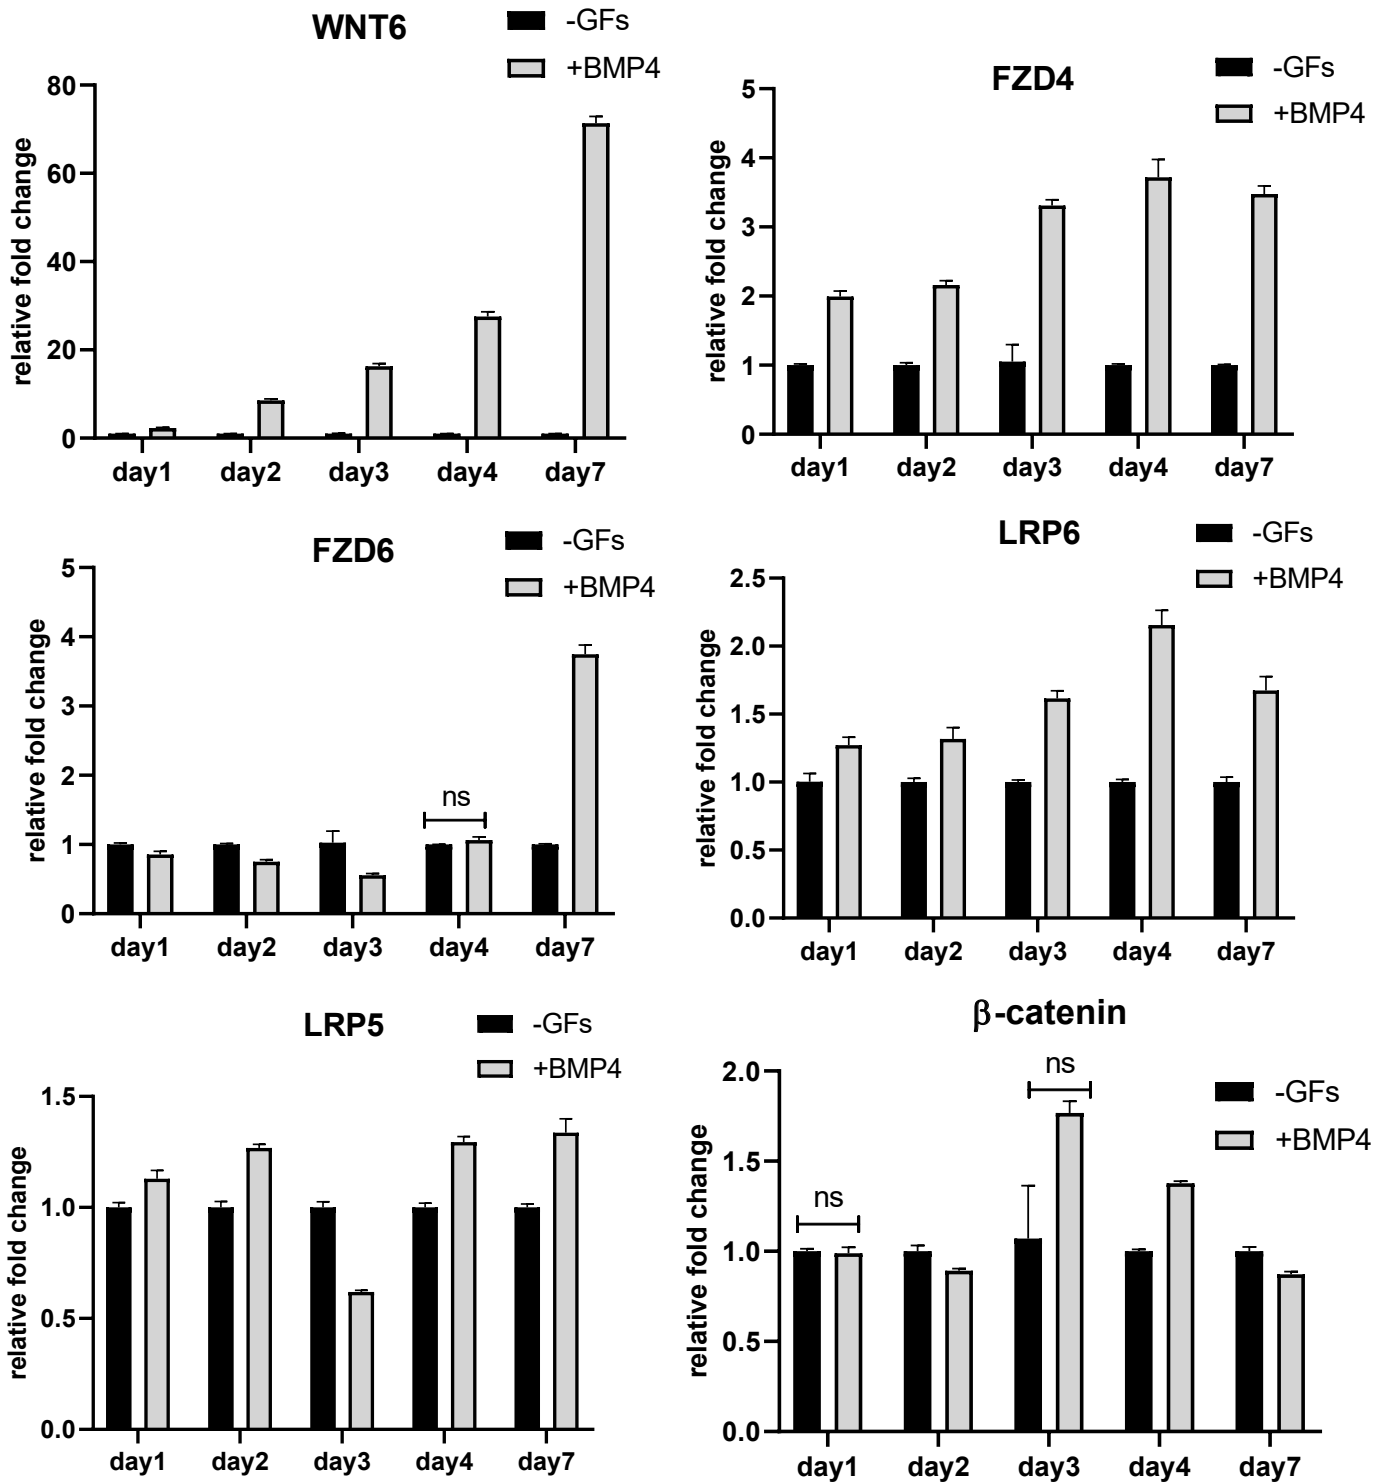 WNT6
-GFs
+BMP4
relative fold change
80
60
40
20
0
day1 day2 day3 day4 day7
FZD4
-GFs
+BMP4
relative fold change
5
4
3
2
1
0
day1 day2 day3 day4 day7
FZD6
-GFs
+BMP4
relative fold change
5
4
3
2
1
0
ns
day1 day2 day3 day4 day7
LRP6
-GFs
+BMP4
relative fold change
2.5
2.0
1.5
1.0
0.5
0.0
day1 day2 day3 day4 day7
LRP5
-GFs
+BMP4
relative fold change
1.5
1.0
0.5
0.0
day1 day2 day3 day4 day7
β-catenin
-GFs
+BMP4
relative fold change
2.0
1.5
1.0
0.5
0.0
ns
ns
day1 day2 day3 day4 day7